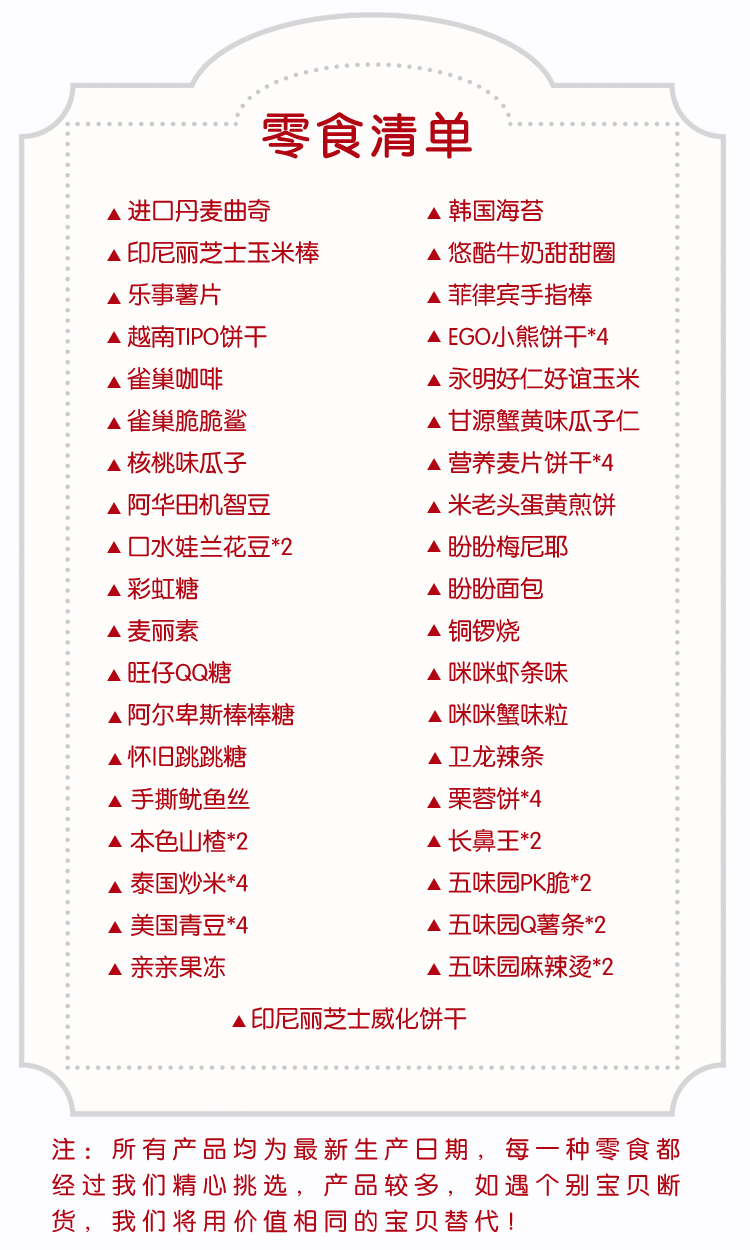 零食清单
▲进口丹麦曲奇
▲印尼丽芝士玉米棒
▲乐事薯片
▲越南TIPO饼干
▲雀巢咖啡
▲雀巢脆脆鲨
▲核桃味瓜子
▲阿华田机智豆
▲口水娃兰花豆*2
▲彩虹糖
▲麦丽素
▲旺仔QQ糖
▲阿尔卑斯棒棒糖
▲怀旧跳跳糖
▲手撕鱿鱼丝
▲本色山楂*2
▲泰国炒米*4
▲美国青豆*4
▲亲亲果冻
▲韩国海苔
▲悠酷牛奶甜甜圈
▲菲律宾手指棒
▲EGO小熊饼干*4
▲永明好仁好谊玉米
▲甘源蟹黄味瓜子仁
▲营养麦片饼干*4
▲米老头蛋黄煎饼
▲盼盼梅尼耶
▲盼盼面包
▲铜锣烧
▲咪咪虾条味
▲咪咪蟹味粒
▲卫龙辣条
▲栗蓉饼*4
▲长鼻王*2
▲五味园PK脆*2
▲五味园Q薯条*2
▲五味园麻辣烫*2
▲印尼丽芝士威化饼干
注：所有产品均为最新生产日期，每一种零食都
经过我们精心挑选，产品较多，如遇个别宝贝断
货，我们将用价值相同的宝贝替代！